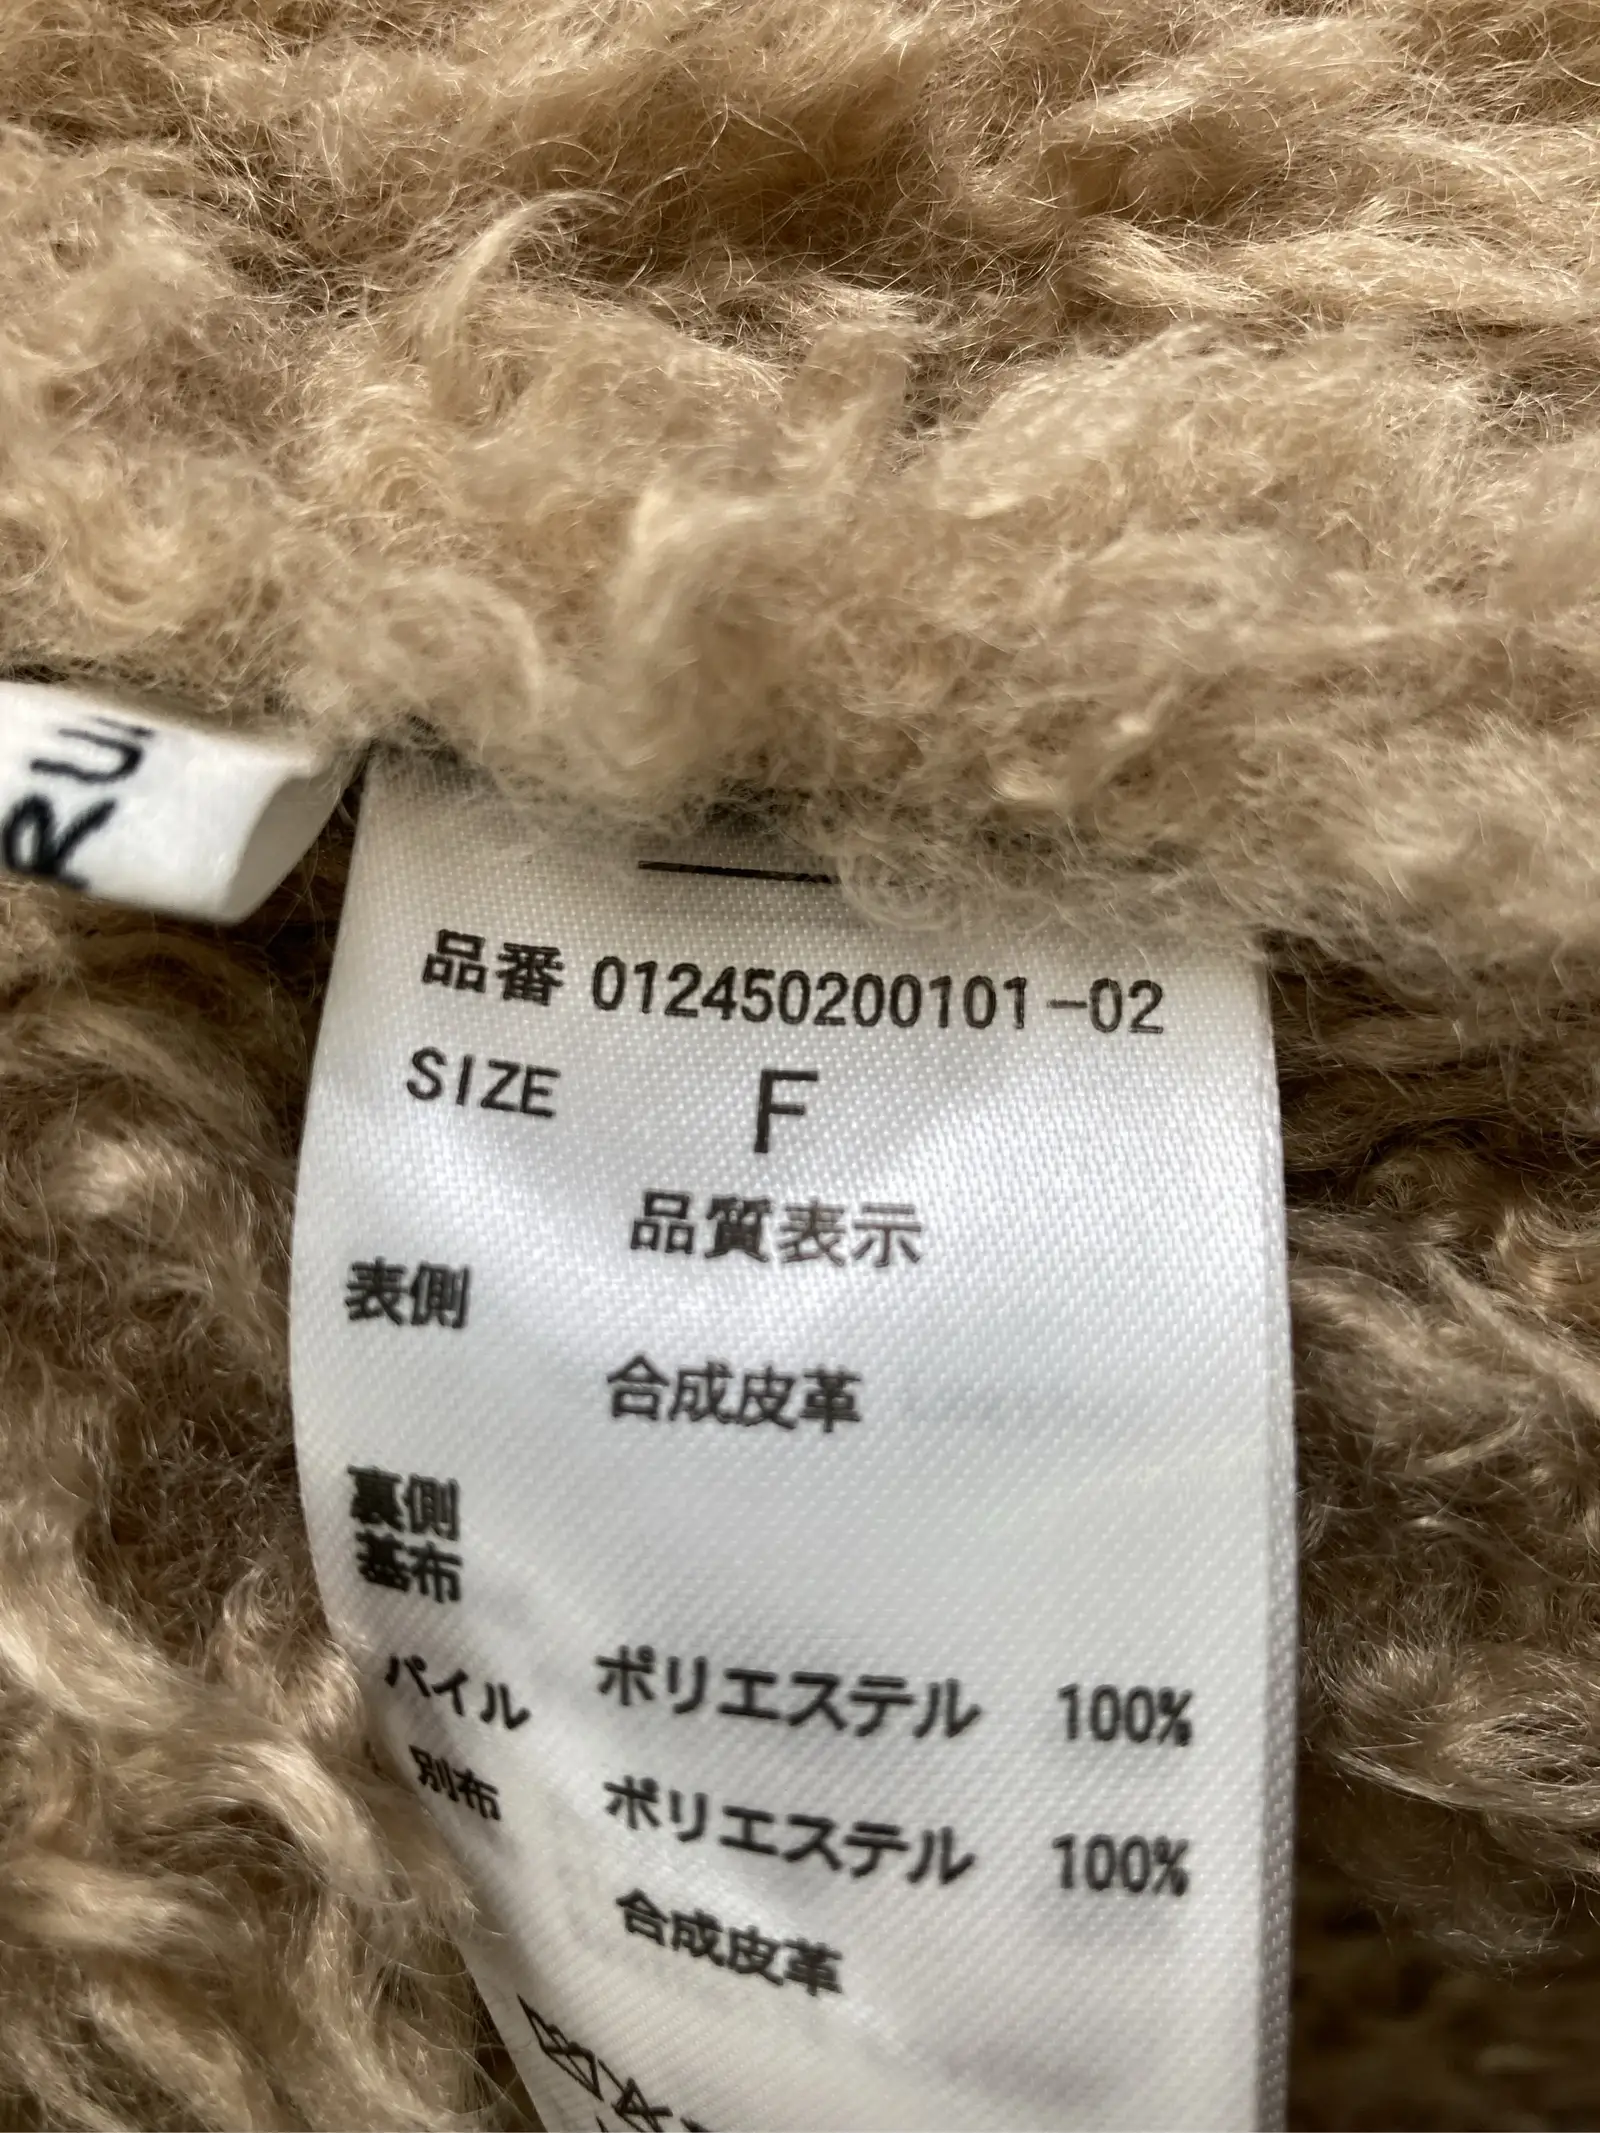 RU
品番 012450200101-02
SIZE F
品質表示
表側
合成皮革
裏側
基布
ポリエステル 100%
パイル
ポリエステル 100%
別布
合成皮革